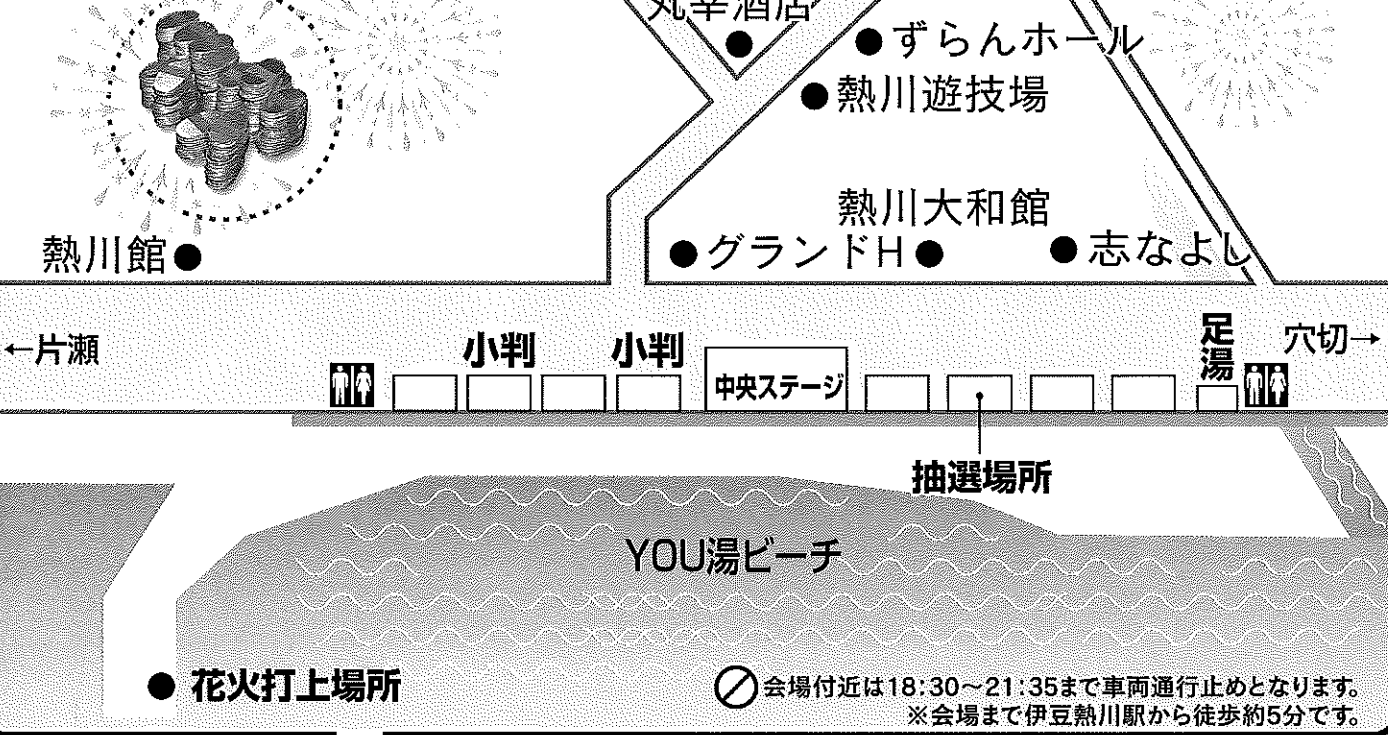 丸幸酒店
●ずらんホール
●熱川遊技場
熱川大和館
熱川館●
●グランドH●
●志なよし
←片瀬
小判
小判
中央ステージ
足湯
穴切→
抽選場所
YOU湯ビーチ
●花火打上場所
会場付近は18:30～21:35まで車両通行止めとなります。
※会場まで伊豆熱川駅から徒歩約5分です。